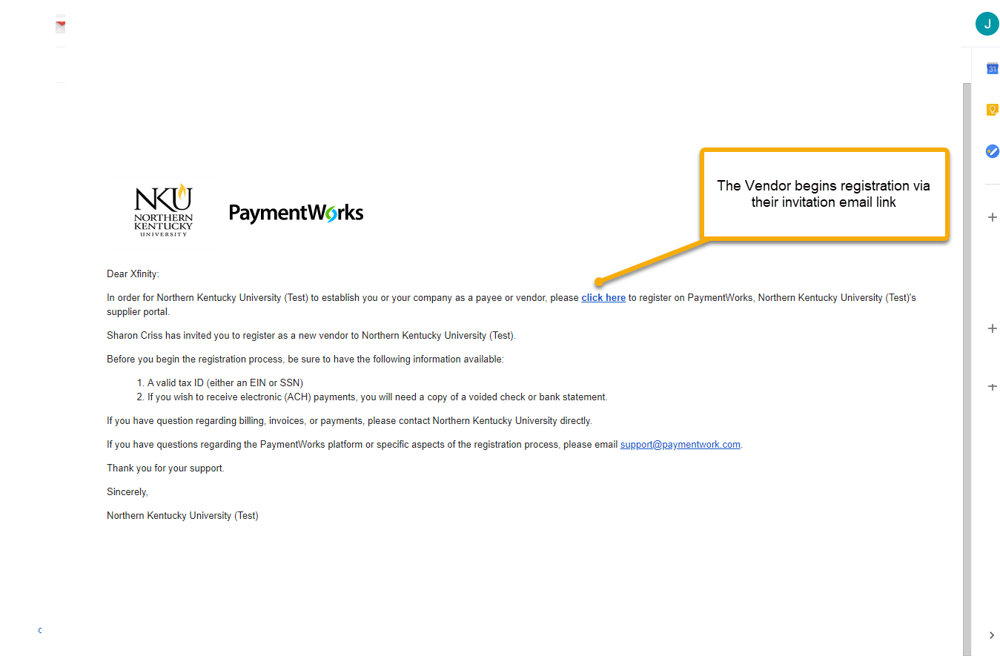 J
31
The Vendor begins registration via
their invitation email link
NKU
NORTHERN
KENTUCKY
UNIVERSITY
PaymentWorks
Dear Xfinity:
In order for Northern Kentucky University (Test) to establish you or your company as a payee or vendor, please click here to register on PaymentWorks, Northern Kentucky University (Test)'s
supplier portal.
Sharon Criss has invited you to register as a new vendor to Northern Kentucky University (Test).
Before you begin the registration process, be sure to have the following information available:
1. A valid tax ID (either an EIN or SSN)
2. If you wish to receive electronic (ACH) payments, you will need a copy of a voided check or bank statement.
If you have question regarding billing, invoices, or payments, please contact Northern Kentucky University directly.
If you have questions regarding the PaymentWorks platform or specific aspects of the registration process, please email support@paymentwork.com.
Thank you for your support.
Sincerely,
Northern Kentucky University (Test)